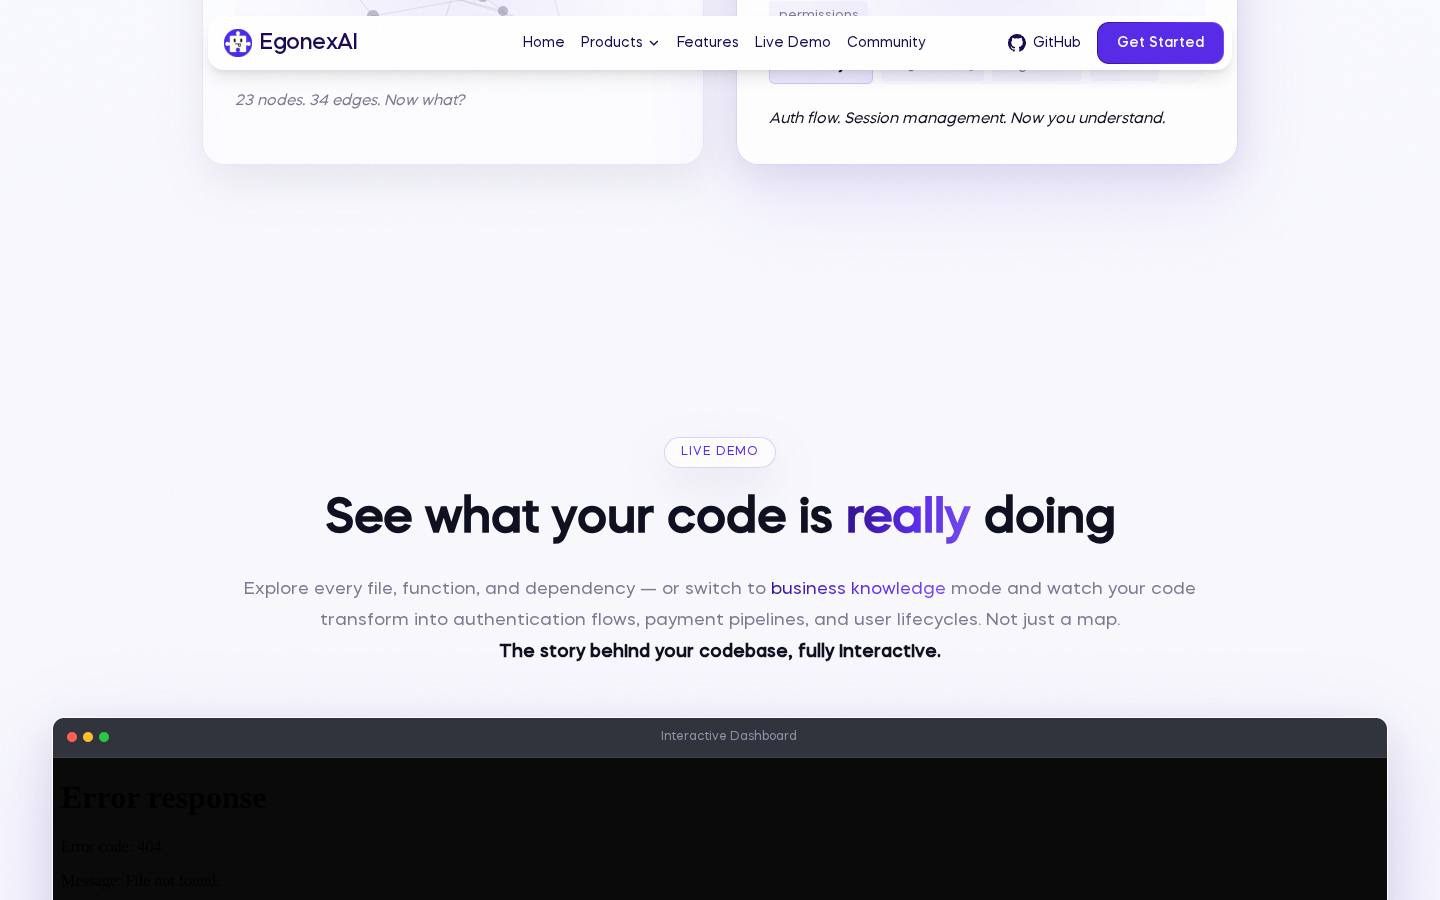 permissions
EgonexAI
Home Products Features Live Demo Community GitHub Get Started
23 nodes. 34 edges. Now what?
Auth flow. Session management. Now you understand.
LIVE DEMO
See what your code is really doing
Explore every file, function, and dependency — or switch to business knowledge mode and watch your code
transform into authentication flows, payment pipelines, and user lifecycles. Not just a map.
The story behind your codebase, fully interactive.
Interactive Dashboard
Error response
Error code: 404
Message: File not found.